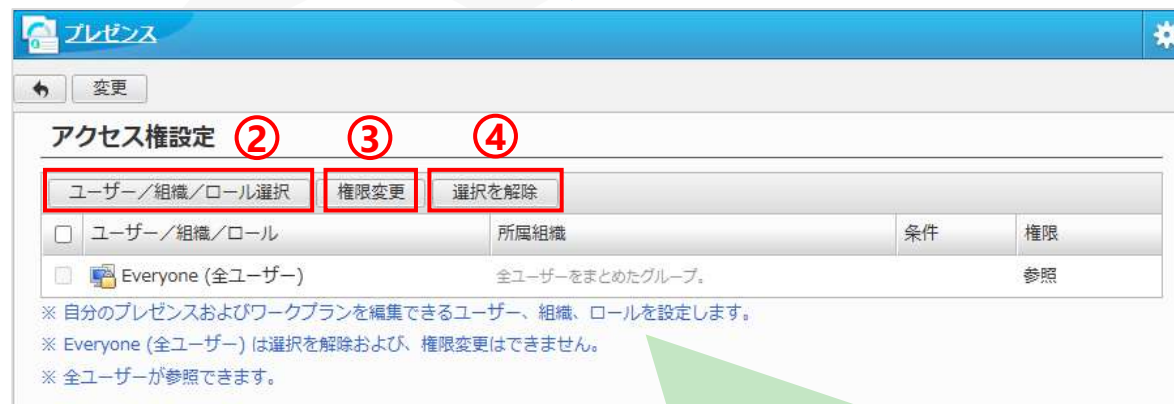 プレゼンス
変更
アクセス権設定 ② ③ ④
ユーザー／組織／ロール選択 権限変更 選択を解除
ユーザー／組織／ロール 所属組織 条件 権限
Everyone (全ユーザー) 全ユーザーをまとめたグループ。 参照
※ 自分のプレゼンスおよびワークプランを編集できるユーザー、組織、ロールを設定します。
※ Everyone (全ユーザー) は選択を解除および、権限変更はできません。
※ 全ユーザーが参照できます。